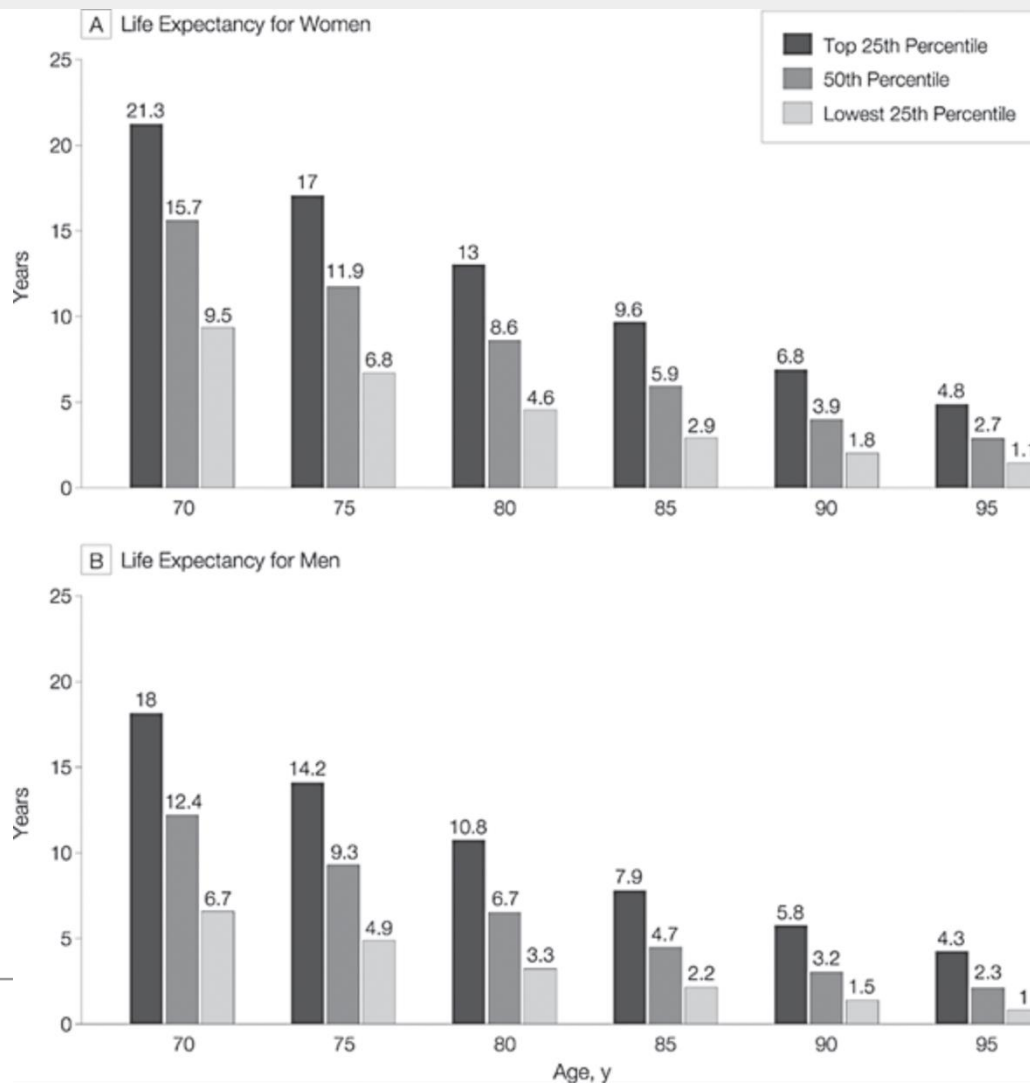 A Life Expectancy for Women
Top 25th Percentile
50th Percentile
Lowest 25th Percentile
Years
25
20
15
10
5
0
21.3 15.7 9.5
17 11.9 6.8
13 8.6 4.6
9.6 5.9 2.9
6.8 3.9 1.8
4.8 2.7
70 75 80 85 90 95
B Life Expectancy for Men
Years
25
20
15
10
5
0
18 12.4 6.7
14.2 9.3 4.9
10.8 6.7 3.3
7.9 4.7 2.2
5.8 3.2 1.5
4.3 2.3 1
70 75 80 85 90 95
Age, y